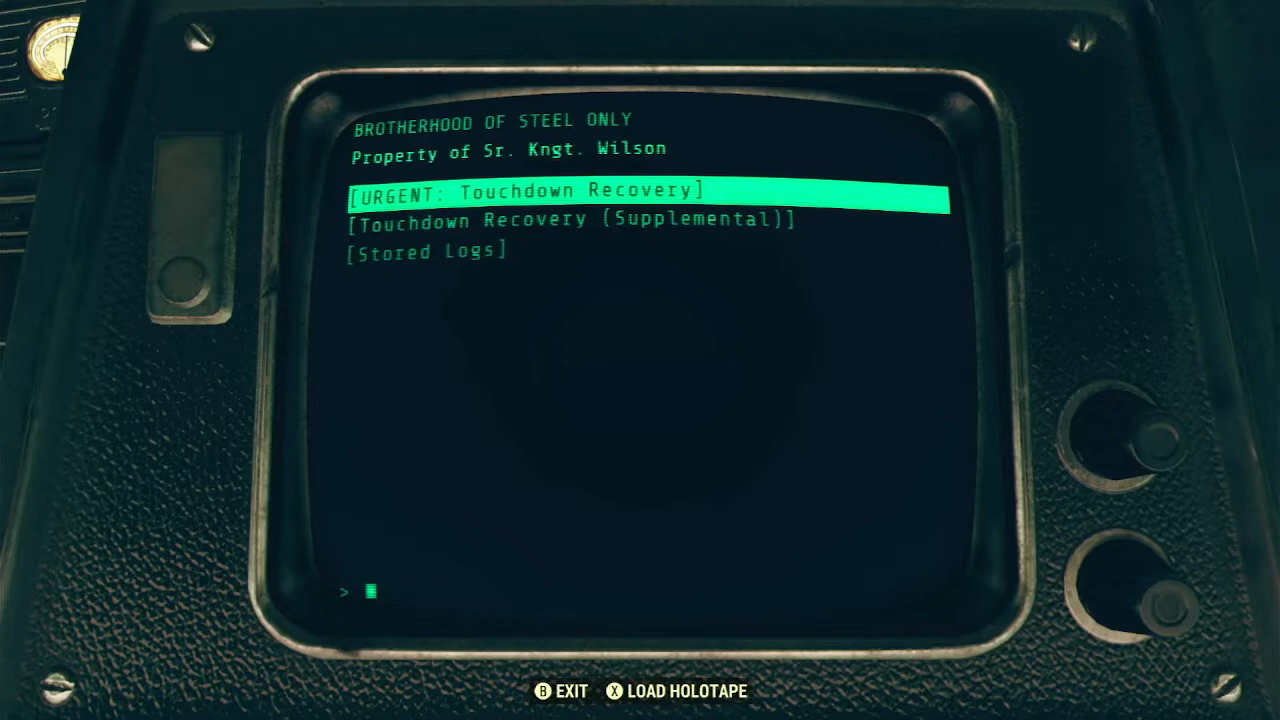 BROTHERHOOD OF STEEL ONLY
Property of Sr. Kngt. Wilson
[URGENT: Touchdown Recovery]
[Touchdown Recovery (Supplemental)]
[Stored Logs]
>
B EXIT X LOAD HOLOTAPE